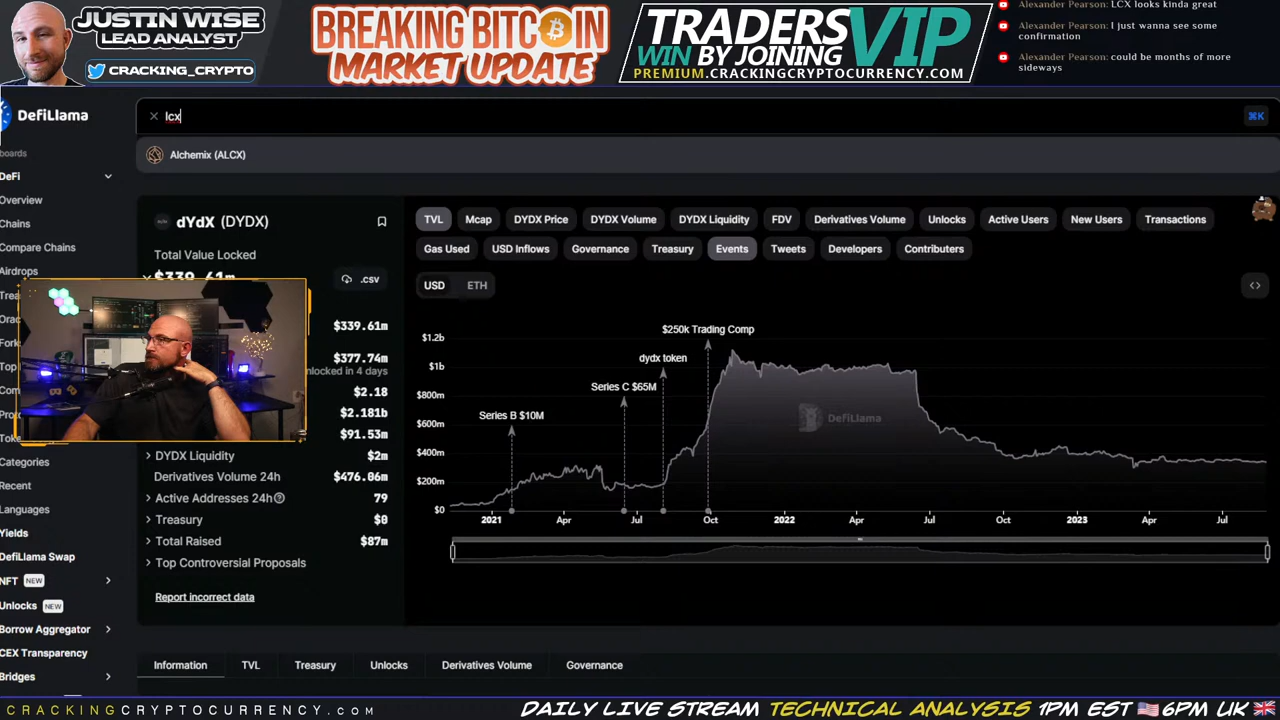 JUSTIN WISE
LEAD ANALYST
CRACKING_CRYPTO
BREAKING BITCOIN
MARKET UPDATE
TRADERS VIP
WIN BY JOINING
PREMIUM.CRACKINGCRYPTOCURRENCY.COM
Alexander Pearson: LCX looks kinda great
Alexander Pearson: I just wanna see some
confirmation
Alexander Pearson: could be months of more
sideways
DefiLlama
lcx
⌘K
Alchemix (ALCX)
boards
DeFi
Overview
Chains
Compare Chains
Airdrops
Categories
Recent
Languages
Yields
DefiLlama Swap
NFT NEW
Unlocks NEW
Borrow Aggregator
CEX Transparency
Bridges
dYdX (DYDX)
Total Value Locked
$339.61m
.csv
$339.61m
$377.74m
nlocked in 4 days
$2.18
$2.181b
$91.53m
DYDX Liquidity $2m
Derivatives Volume 24h $476.86m
Active Addresses 24h 79
Treasury $0
Total Raised $87m
Top Controversial Proposals
Report incorrect data
TVL Mcap DYDX Price DYDX Volume DYDX Liquidity FDV Derivatives Volume Unlocks Active Users New Users Transactions
Gas Used USD Inflows Governance Treasury Events Tweets Developers Contributors
USD ETH
$1.2b
$1b
$800m
$600m
$400m
$200m
$0
$250k Trading Comp
dydx token
Series C $65M
Series B $10M
DefiLlama
2021 Apr Jul Oct 2022 Apr Jul Oct 2023 Apr Jul
Information TVL Treasury Unlocks Derivatives Volume Governance
CRACKINGCRYPTOCURRENCY.com
DAILY LIVE STREAM TECHNICAL ANALYSIS 1PM EST 6PM UK